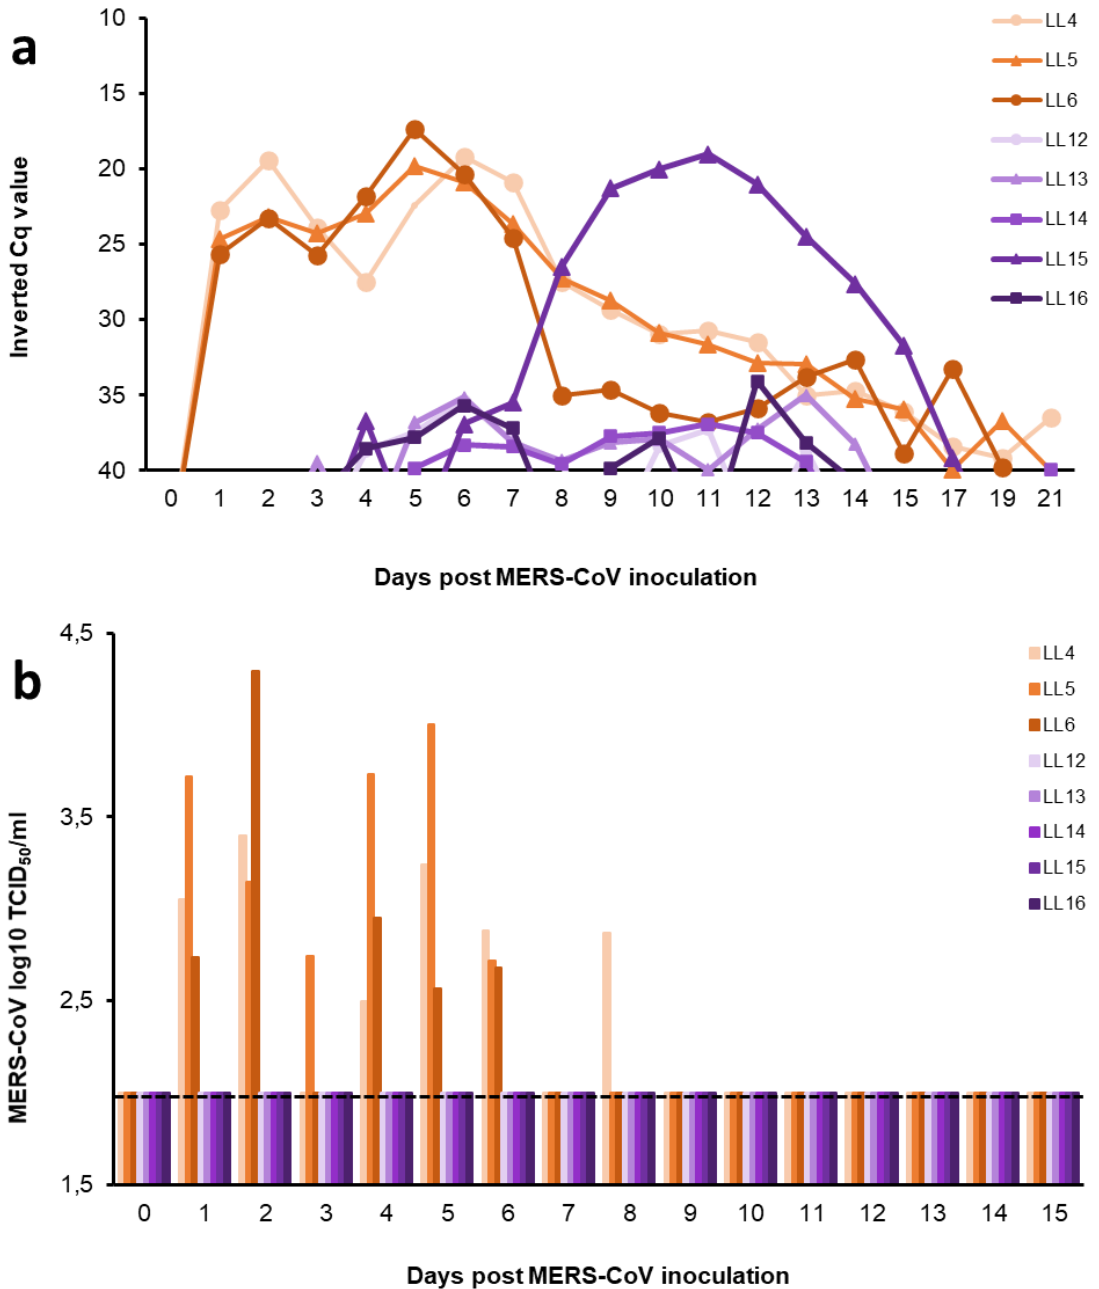 a
Inverted Cq value
10
15
20
25
30
35
40
0 1 2 3 4 5 6 7 8 9 10 11 12 13 14 15 17 19 21
Days post MERS-CoV inoculation
LL4
LL5
LL6
LL12
LL13
LL14
LL15
LL16
b
MERS-CoV log10 TCID50/ml
4,5
3,5
2,5
1,5
0 1 2 3 4 5 6 7 8 9 10 11 12 13 14 15
Days post MERS-CoV inoculation
LL4
LL5
LL6
LL12
LL13
LL14
LL15
LL16